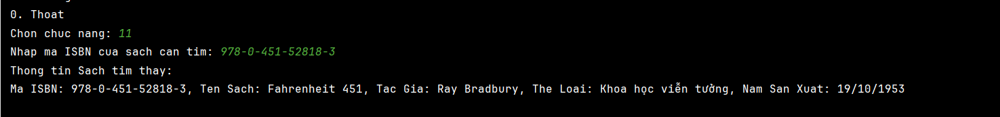 0. Thoat
Chon chuc nang: 11
Nhap ma ISBN cua sach can tim: 978-0-451-52818-3
Thong tin Sach tim thay:
Ma ISBN: 978-0-451-52818-3, Ten Sach: Fahrenheit 451, Tac Gia: Ray Bradbury, The Loai: Khoa học viễn tưởng, Nam San Xuat: 19/10/1953